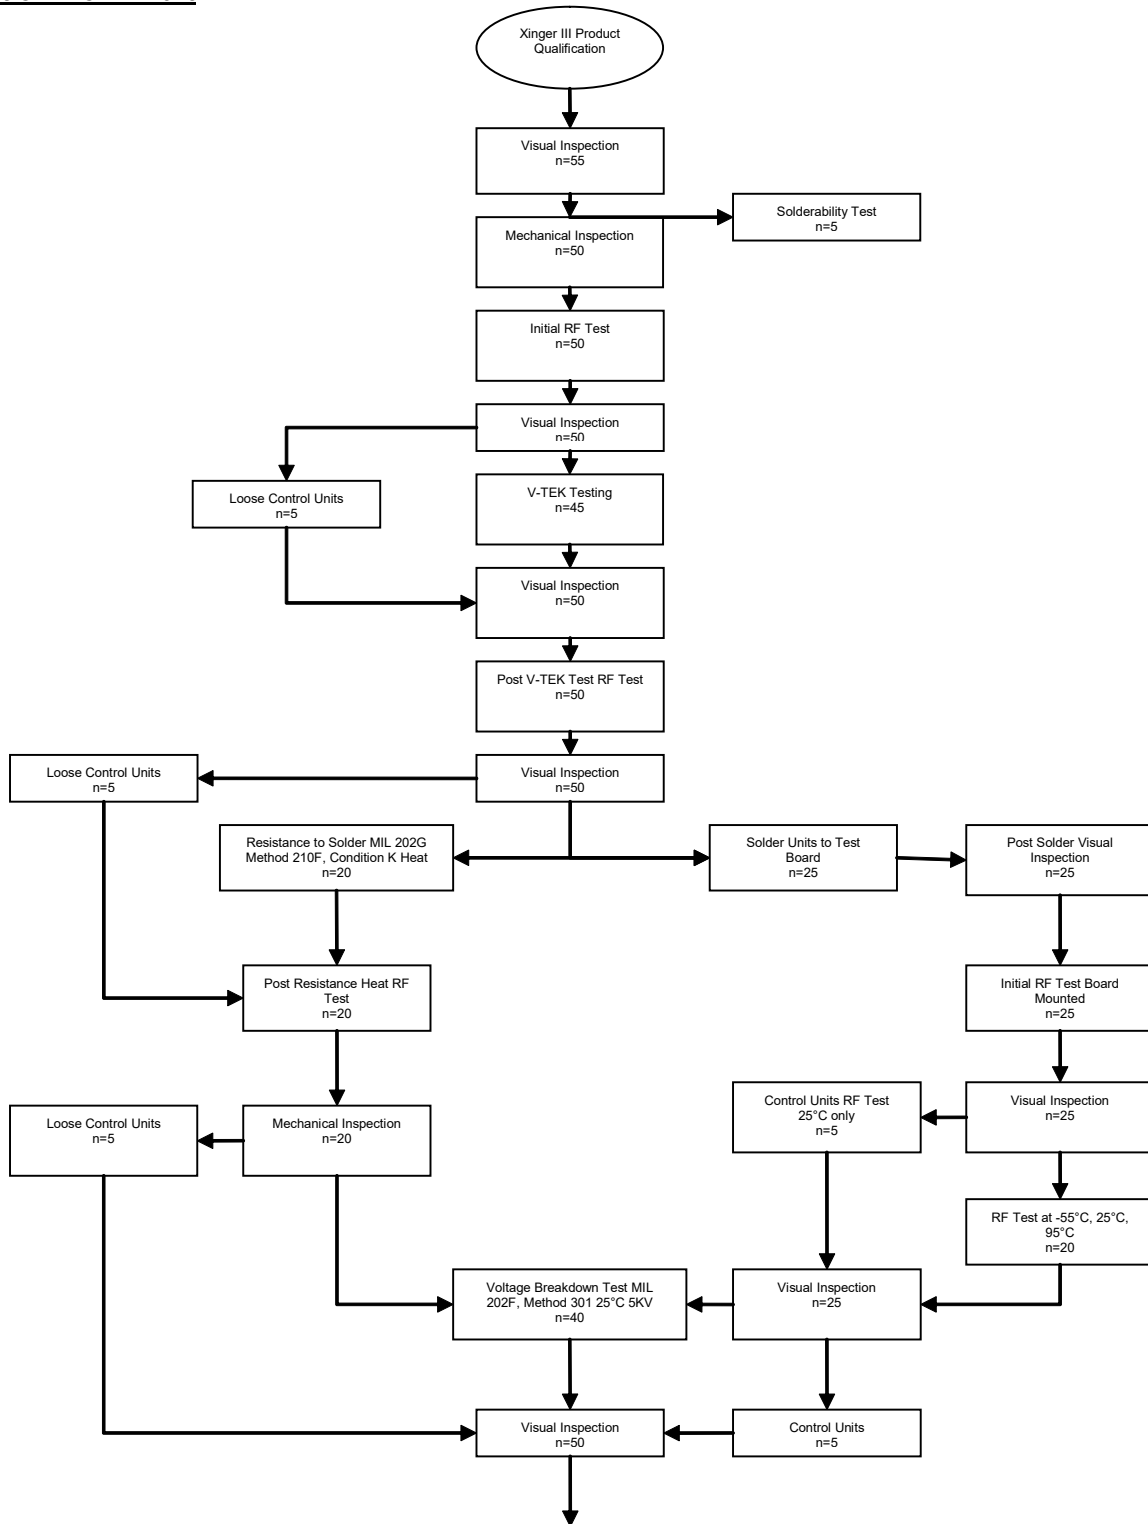 Xinger III Product
Qualification
Visual Inspection
n=55
Solderability Test
n=5
Mechanical Inspection
n=50
Initial RF Test
n=50
Visual Inspection
n=50
Loose Control Units
n=5
V-TEK Testing
n=45
Visual Inspection
n=50
Post V-TEK Test RF Test
n=50
Loose Control Units
n=5
Visual Inspection
n=50
Resistance to Solder MIL 202G
Method 210F, Condition K Heat
n=20
Solder Units to Test
Board
n=25
Post Solder Visual
Inspection
n=25
Post Resistance Heat RF
Test
n=20
Initial RF Test Board
Mounted
n=25
Loose Control Units
n=5
Mechanical Inspection
n=20
Control Units RF Test
25°C only
n=5
Visual Inspection
n=25
RF Test at -55°C, 25°C,
95°C
n=20
Voltage Breakdown Test MIL
202F, Method 301 25°C 5KV
n=40
Visual Inspection
n=25
Visual Inspection
n=50
Control Units
n=5